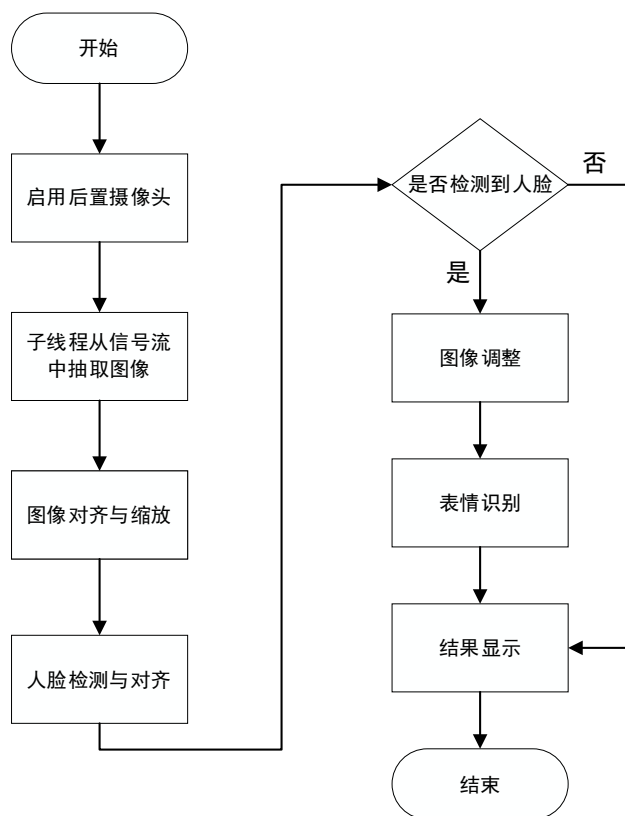 开始
启用后置摄像头
子线程从信号流
中抽取图像
图像对齐与缩放
人脸检测与对齐
是否检测到人脸
否
是
图像调整
表情识别
结果显示
结束